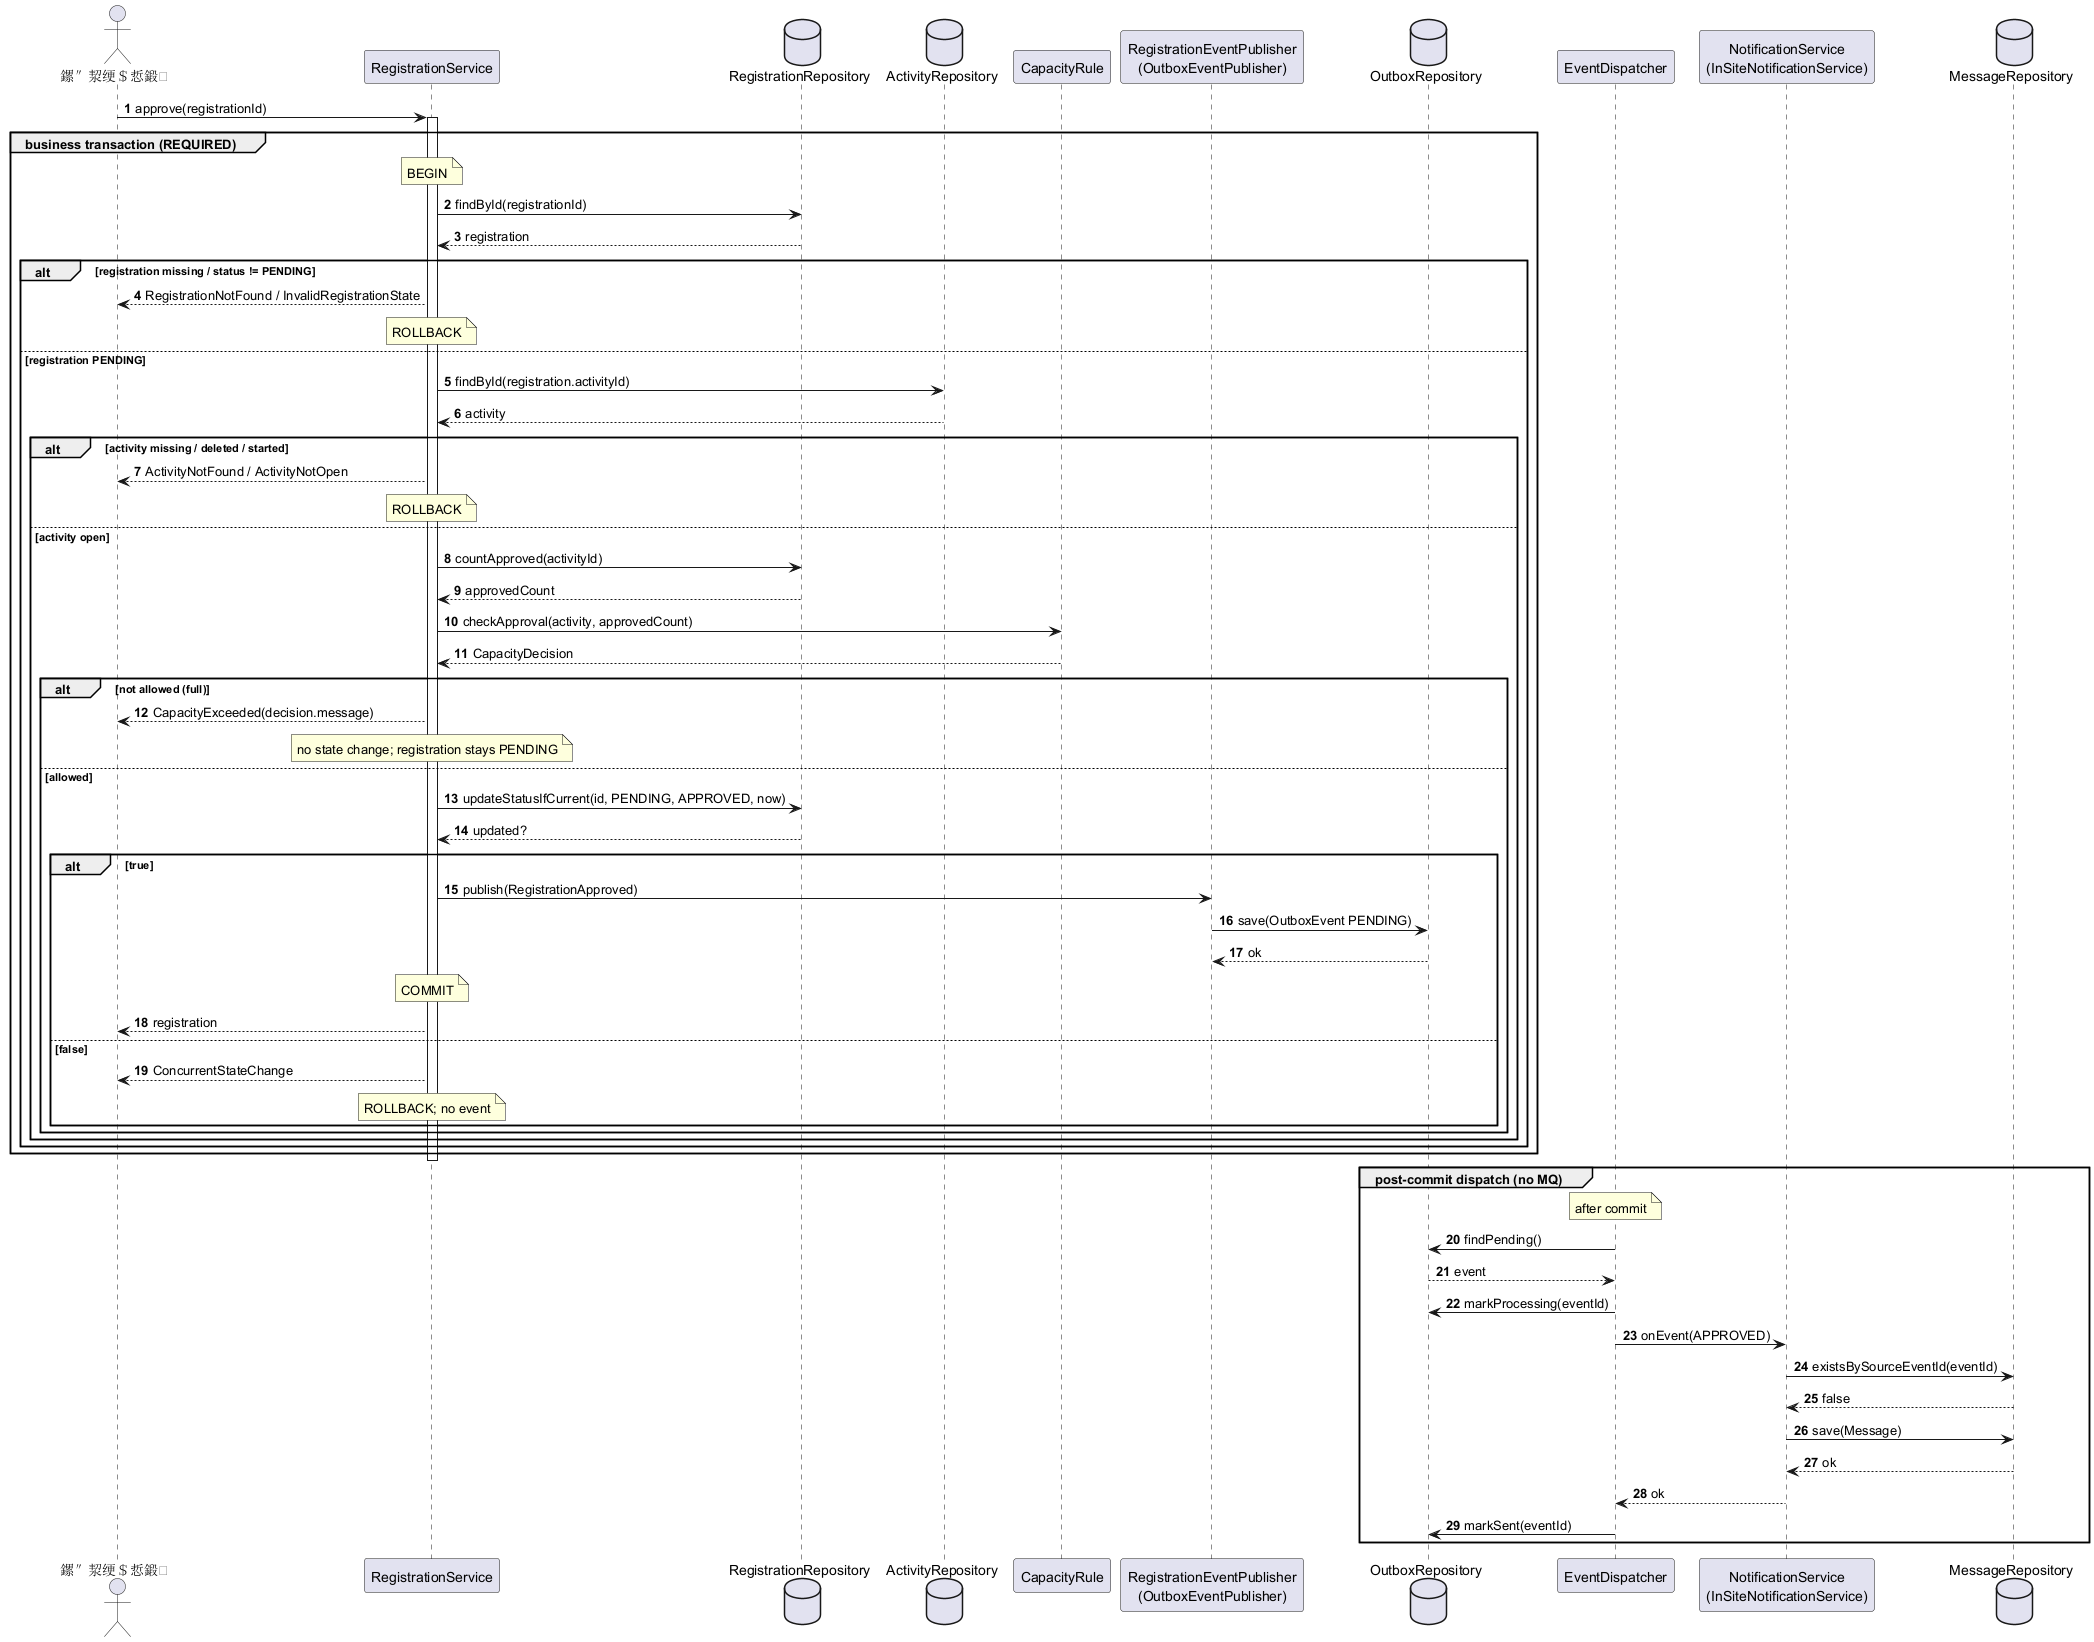 RegistrationService
RegistrationRepository
ActivityRepository
CapacityRule
RegistrationEventPublisher
(OutboxEventPublisher)
OutboxRepository
EventDispatcher
NotificationService
(InSiteNotificationService)
MessageRepository
1 approve(registrationId)
business transaction (REQUIRED)
BEGIN
2 findById(registrationId)
3 registration
alt [registration missing / status != PENDING]
4 RegistrationNotFound / InvalidRegistrationState
ROLLBACK
[registration PENDING]
5 findById(registration.activityId)
6 activity
alt [activity missing / deleted / started]
7 ActivityNotFound / ActivityNotOpen
ROLLBACK
[activity open]
8 countApproved(activityId)
9 approvedCount
10 checkApproval(activity, approvedCount)
11 CapacityDecision
alt [not allowed (full)]
12 CapacityExceeded(decision.message)
no state change; registration stays PENDING
[allowed]
13 updateStatusIfCurrent(id, PENDING, APPROVED, now)
14 updated?
alt [true]
15 publish(RegistrationApproved)
16 save(OutboxEvent PENDING)
17 ok
COMMIT
18 registration
[false]
19 ConcurrentStateChange
ROLLBACK; no event
post-commit dispatch (no MQ)
after commit
20 findPending()
21 event
22 markProcessing(eventId)
23 onEvent(APPROVED)
24 existsBySourceEventId(eventId)
25 false
26 save(Message)
27 ok
28 ok
29 markSent(eventId)
RegistrationService
RegistrationRepository
ActivityRepository
CapacityRule
RegistrationEventPublisher
(OutboxEventPublisher)
OutboxRepository
EventDispatcher
NotificationService
(InSiteNotificationService)
MessageRepository